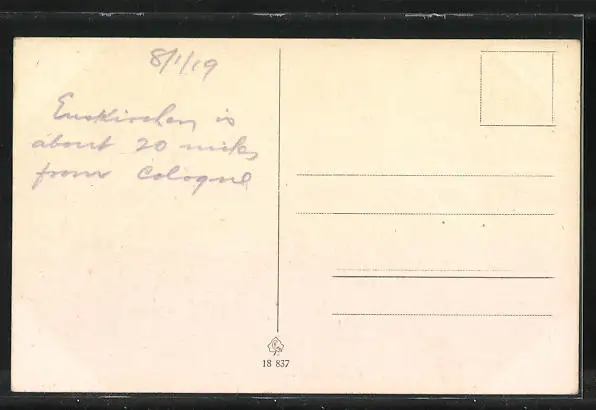 8/1/19
Euskirchen is
about 20 miles
from Cologne
18 837